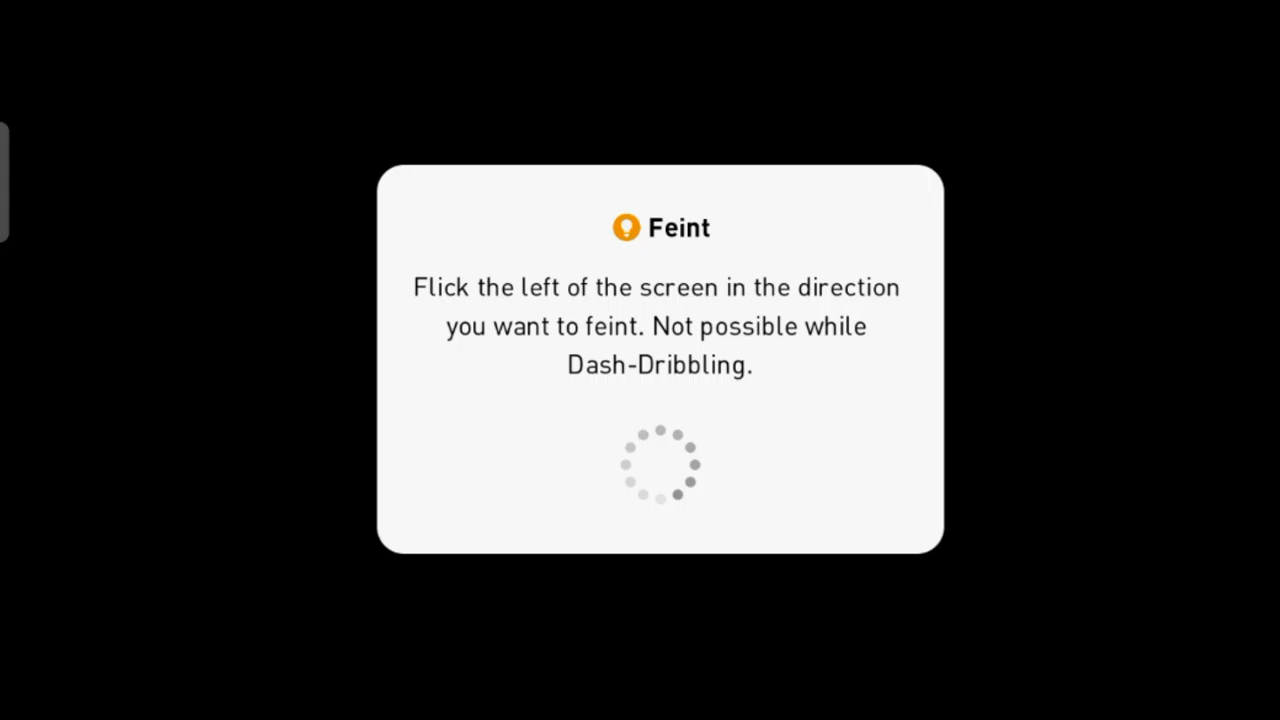 Feint
Flick the left of the screen in the direction
you want to feint. Not possible while
Dash-Dribbling.